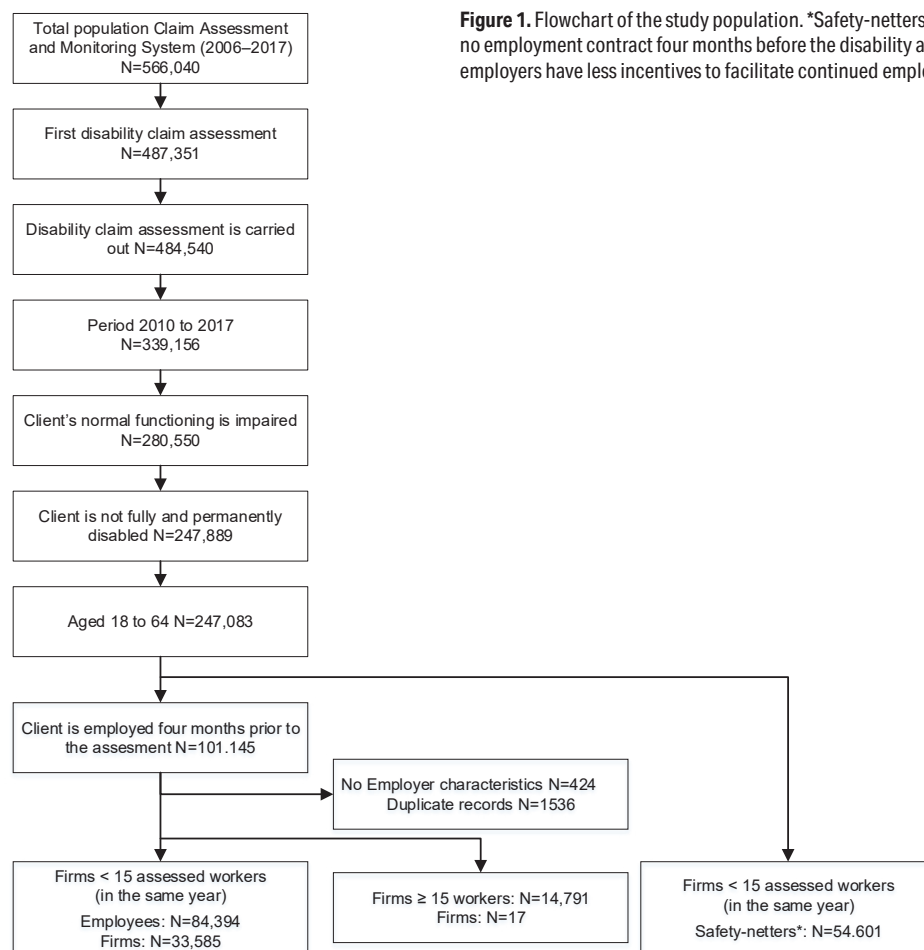 Total population Claim Assessment
and Monitoring System (2006–2017)
N=566,040
Figure 1. Flowchart of the study population. *Safety-netters
no employment contract four months before the disability a
employers have less incentives to facilitate continued emplo
First disability claim assessment
N=487,351
Disability claim assessment is carried
out N=484,540
Period 2010 to 2017
N=339,156
Client's normal functioning is impaired
N=280,550
Client is not fully and permanently
disabled N=247,889
Aged 18 to 64 N=247,083
Client is employed four months prior to
the assesment N=101.145
No Employer characteristics N=424
Duplicate records N=1536
Firms < 15 assessed workers
(in the same year)
Employees: N=84,394
Firms: N=33,585
Firms ≥ 15 workers: N=14,791
Firms: N=17
Firms < 15 assessed workers
(in the same year)
Safety-netters*: N=54.601